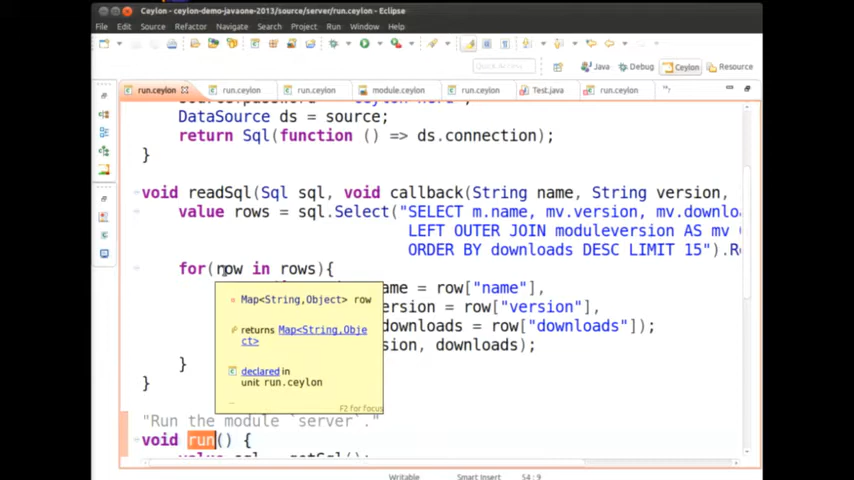 Ceylon - ceylon-demo-javaone-2013/source/server/run.ceylon - Eclipse
File Edit Source Refactor Navigate Search Project Run Window Help
Quick Access
Java Debug Ceylon Resource
run.ceylon run.ceylon run.ceylon module.ceylon run.ceylon Test.java run.ceylon
DataSource ds = source;
return Sql(function () => ds.connection);
}
void readSql(Sql sql, void callback(String name, String version,
value rows = sql.Select("SELECT m.name, mv.version, mv.downlo
LEFT OUTER JOIN moduleversion AS mv
ORDER BY downloads DESC LIMIT 15").R
for(row in rows){
ame = row["name"],
ersion = row["version"],
downloads = row["downloads"]);
sion, downloads);
}
}
Map<String,Object> row
returns Map<String,Obje
ct>
declared in
unit run.ceylon
F2 for focus
"Run the module `server`."
void run() {
Writable Smart Insert 54 : 9